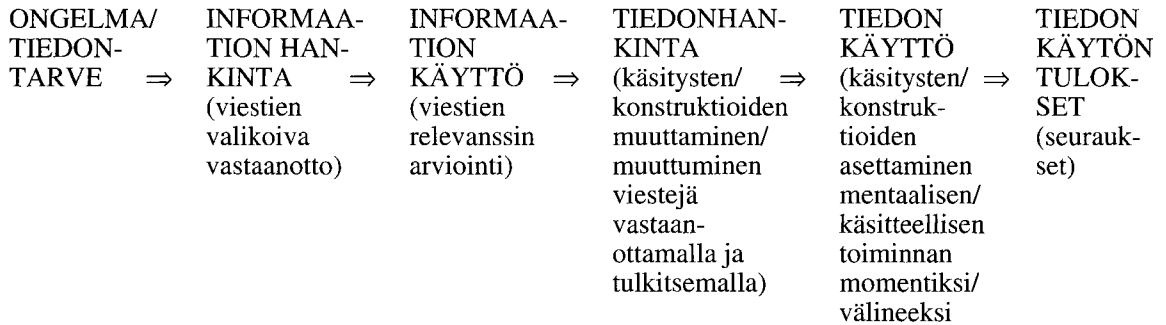 ONGELMA/
TIEDON-
TARVE ⇒
INFORMAA-
TION HAN-
KINTA ⇒
(viestien
valikoiva
vastaanotto)
INFORMAA-
TION
KÄYTTÖ ⇒
(viestien
relevanssin
arviointi)
TIEDONHAN-
KINTA
(käsitysten/ ⇒
konstruktioiden
muuttaminen/
muuttuminen
viestejä
vastaan-
ottamalla ja
tulkitsemalla)
TIEDON
KÄYTTÖ
(käsitysten/ ⇒
konstruk-
tioiden
asettaminen
mentaalisen/
käsitteellisen
toiminnan
momentiksi/
välineeksi
TIEDON
KÄYTÖN
TULOK-
SET
(seurauk-
set)